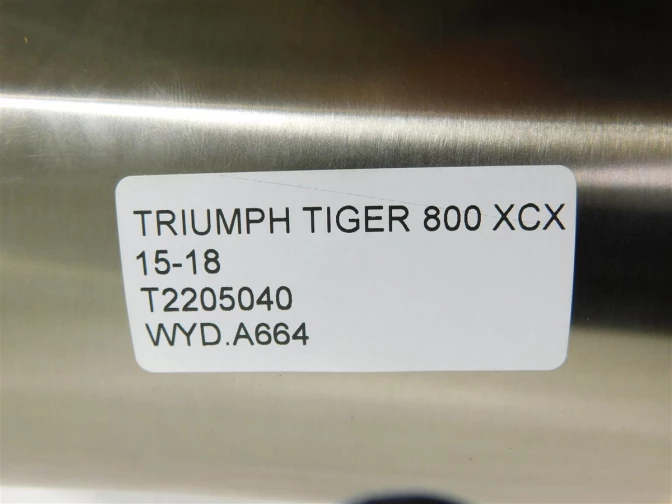 TRIUMPH TIGER 800 XCX
15-18
T2205040
WYD.A664